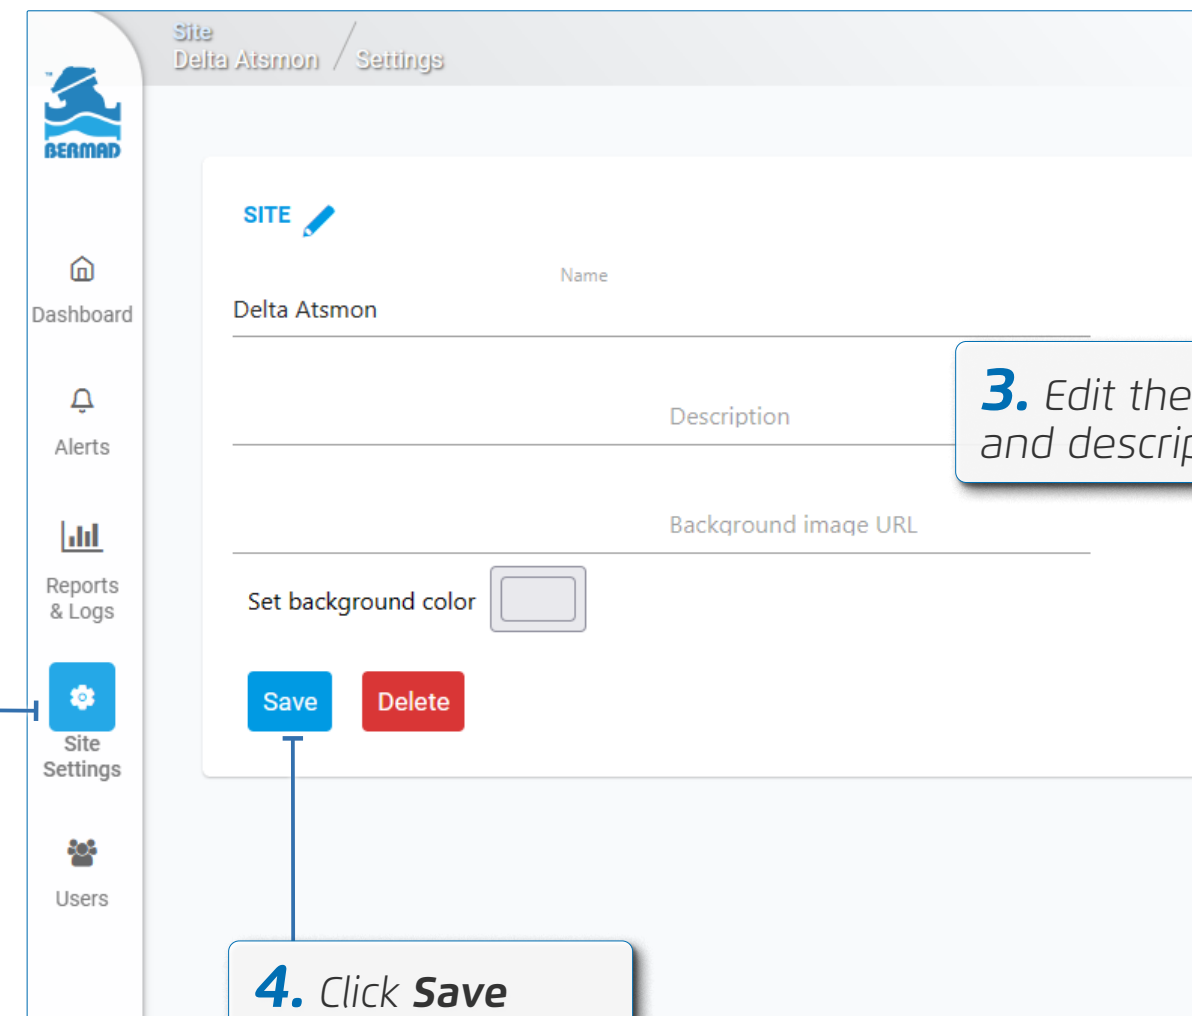 Site
Delta Atsmon / Settings
™
BERMAD
SITE
Name
Delta Atsmon
Dashboard
3. Edit the
and descrip
Description
Alerts
Background image URL
Reports
& Logs
Set background color
Save
Delete
Site
Settings
Users
4. Click Save